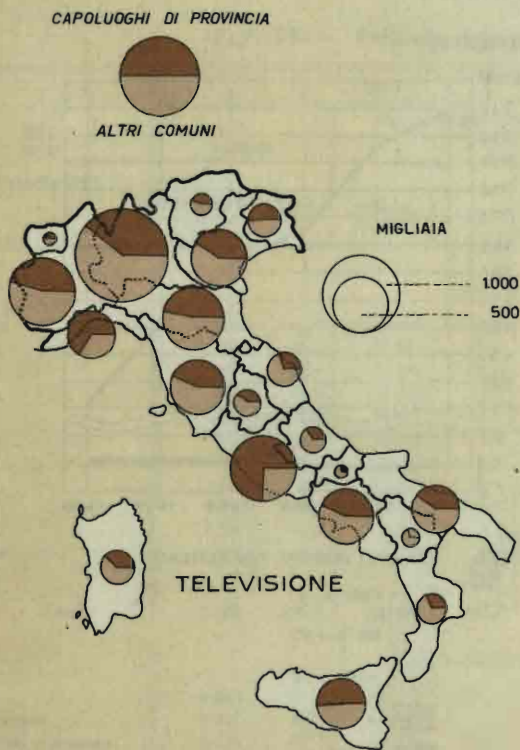 CAPOLUOGHI DI PROVINCIA
ALTRI COMUNI
MIGLIAIA
1.000
500
TELEVISIONE